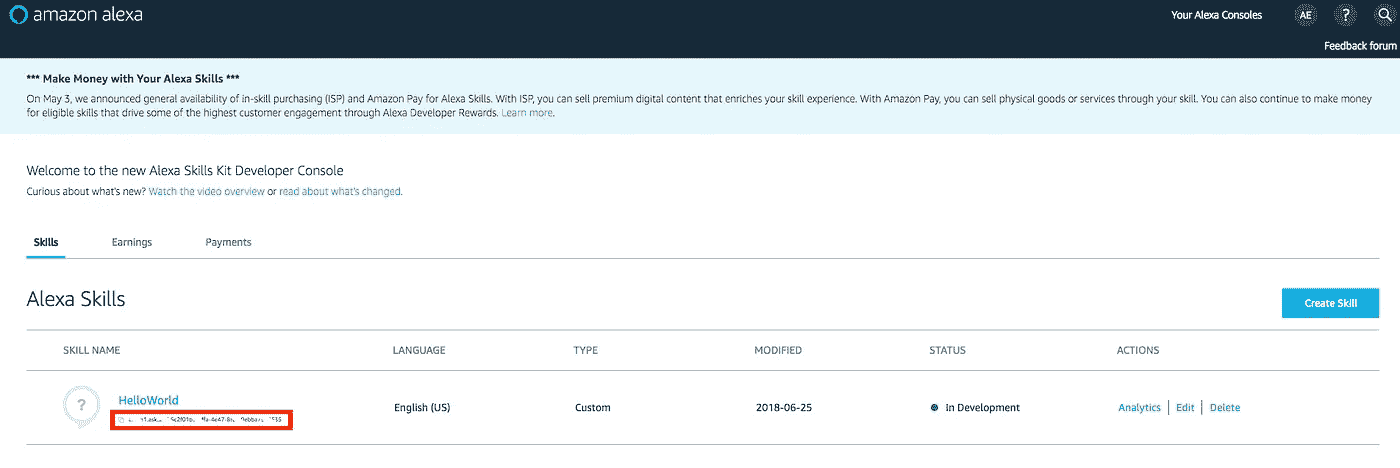 amazon alexa
Your Alexa Consoles
AE
?
Feedback forum
*** Make Money with Your Alexa Skills ***
On May 3, we announced general availability of in-skill purchasing (ISP) and Amazon Pay for Alexa Skills. With ISP, you can sell premium digital content that enriches your skill experience. With Amazon Pay, you can sell physical goods or services through your skill. You can also continue to make money
for eligible skills that drive some of the highest customer engagement through Alexa Developer Rewards. Learn more.
Welcome to the new Alexa Skills Kit Developer Console
Curious about what's new? Watch the video overview or read about what's changed.
Skills Earnings Payments
Alexa Skills
Create Skill
SKILL NAME LANGUAGE TYPE MODIFIED STATUS ACTIONS
?
HelloWorld
English (US) Custom 2018-06-25 In Development Analytics | Edit | Delete